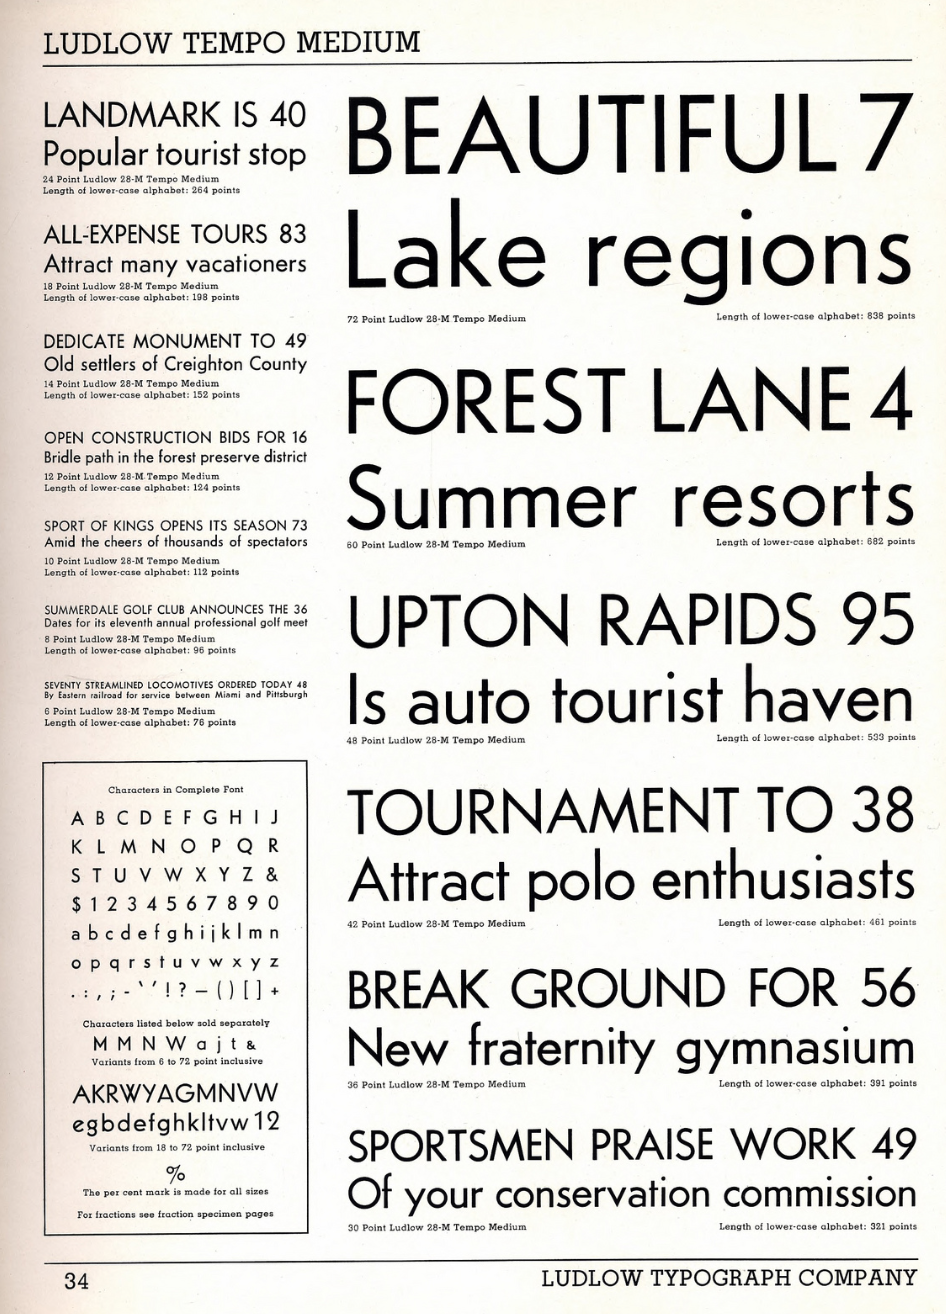 LUDLOW TEMPO MEDIUM
LANDMARK IS 40
Popular tourist stop
24 Point Ludlow 28-M Tempo Medium
Length of lower-case alphabet: 264 points
ALL-EXPENSE TOURS 83
Attract many vacationers
18 Point Ludlow 28-M Tempo Medium
Length of lower-case alphabet: 198 points
DEDICATE MONUMENT TO 49
Old settlers of Creighton County
14 Point Ludlow 28-M Tempo Medium
Length of lower-case alphabet: 152 points
OPEN CONSTRUCTION BIDS FOR 16
Bridle path in the forest preserve district
12 Point Ludlow 28-M Tempo Medium
Length of lower-case alphabet: 124 points
SPORT OF KINGS OPENS ITS SEASON 73
Amid the cheers of thousands of spectators
10 Point Ludlow 28-M Tempo Medium
Length of lower-case alphabet: 112 points
SUMMERDALE GOLF CLUB ANNOUNCES THE 36
Dates for its eleventh annual professional golf meet
8 Point Ludlow 28-M Tempo Medium
Length of lower-case alphabet: 96 points
SEVENTY STREAMLINED LOCOMOTIVES ORDERED TODAY 48
By Eastern railroad for service between Miami and Pittsburgh
6 Point Ludlow 28-M Tempo Medium
Length of lower-case alphabet: 76 points
Characters in Complete Font
A B C D E F G H I J
K L M N O P Q R
S T U V W X Y Z &
$ 1 2 3 4 5 6 7 8 9 0
a b c d e f g h i j k l m n
o p q r s t u v w x y z
. : , ; - ‘ ’ ! ? – ( ) [ ] +
Characters listed below sold separately
M M N W a j t &
Variants from 6 to 72 point inclusive
AKRWYAGMNVW
egbdefghkltvw12
Variants from 18 to 72 point inclusive
%
The per cent mark is made for all sizes
For fractions see fraction specimen pages
BEAUTIFUL 7
Lake regions
72 Point Ludlow 28-M Tempo Medium Length of lower-case alphabet: 838 points
FOREST LANE 4
Summer resorts
60 Point Ludlow 28-M Tempo Medium Length of lower-case alphabet: 682 points
UPTON RAPIDS 95
Is auto tourist haven
48 Point Ludlow 28-M Tempo Medium Length of lower-case alphabet: 533 points
TOURNAMENT TO 38
Attract polo enthusiasts
42 Point Ludlow 28-M Tempo Medium Length of lower-case alphabet: 461 points
BREAK GROUND FOR 56
New fraternity gymnasium
36 Point Ludlow 28-M Tempo Medium Length of lower-case alphabet: 391 points
SPORTSMEN PRAISE WORK 49
Of your conservation commission
30 Point Ludlow 28-M Tempo Medium Length of lower-case alphabet: 321 points
34 LUDLOW TYPOGRAPH COMPANY